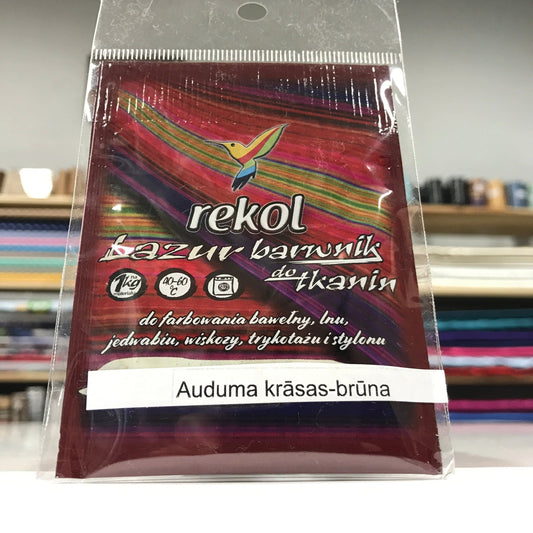 rekol
Lazur barwnik
do tkanin
1kg
40-60
°C
do farbowania bawełny, lnu,
jedwabiu, wiskozy, trykotażu i stylonu
Auduma krāsas-brūna